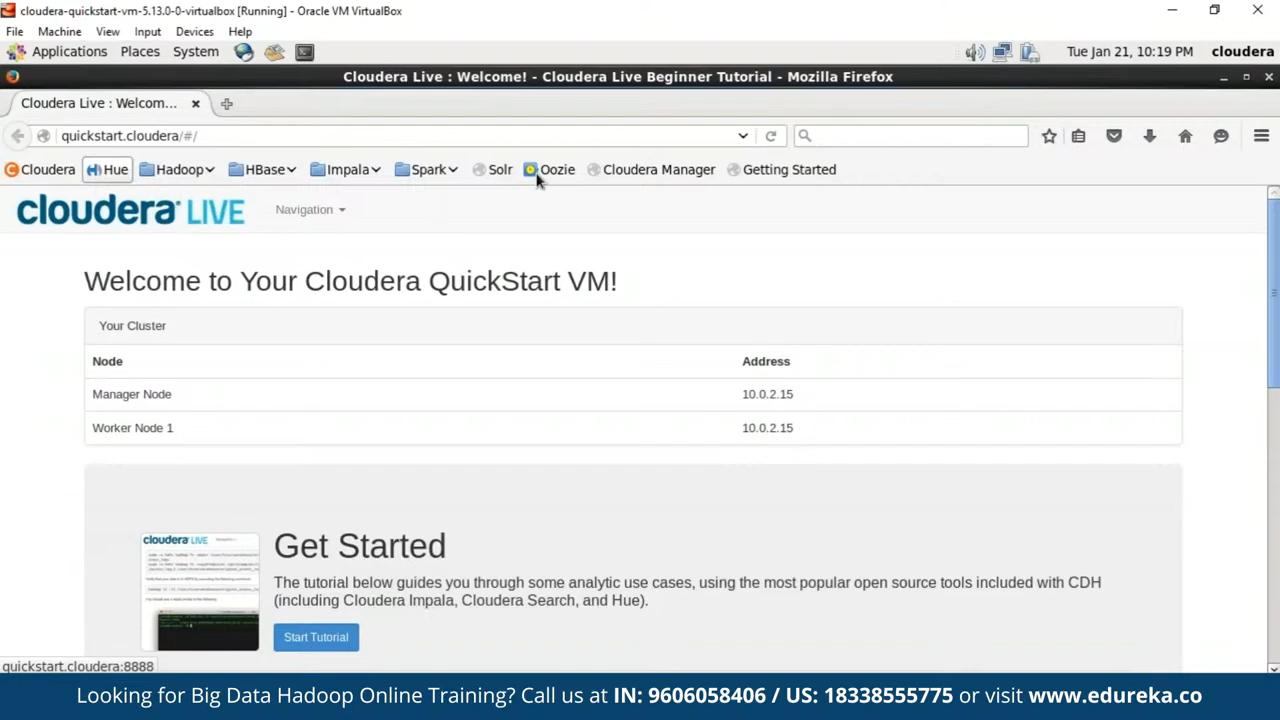 cloudera-quickstart-vm-5.13.0-0-virtualbox [Running] - Oracle VM VirtualBox
File Machine View Input Devices Help
Applications Places System Tue Jan 21, 10:19 PM cloudera
Cloudera Live : Welcome! - Cloudera Live Beginner Tutorial - Mozilla Firefox
Cloudera Live : Welcom...
quickstart.cloudera/#/
Cloudera Hue Hadoop HBase Impala Spark Solr Oozie Cloudera Manager Getting Started
cloudera LIVE Navigation
Welcome to Your Cloudera QuickStart VM!
Your Cluster
Node Address
Manager Node 10.0.2.15
Worker Node 1 10.0.2.15
cloudera LIVE
Get Started
The tutorial below guides you through some analytic use cases, using the most popular open source tools included with CDH
(including Cloudera Impala, Cloudera Search, and Hue).
Start Tutorial
quickstart.cloudera:8888
Looking for Big Data Hadoop Online Training? Call us at IN: 9606058406 / US: 18338555775 or visit www.edureka.co